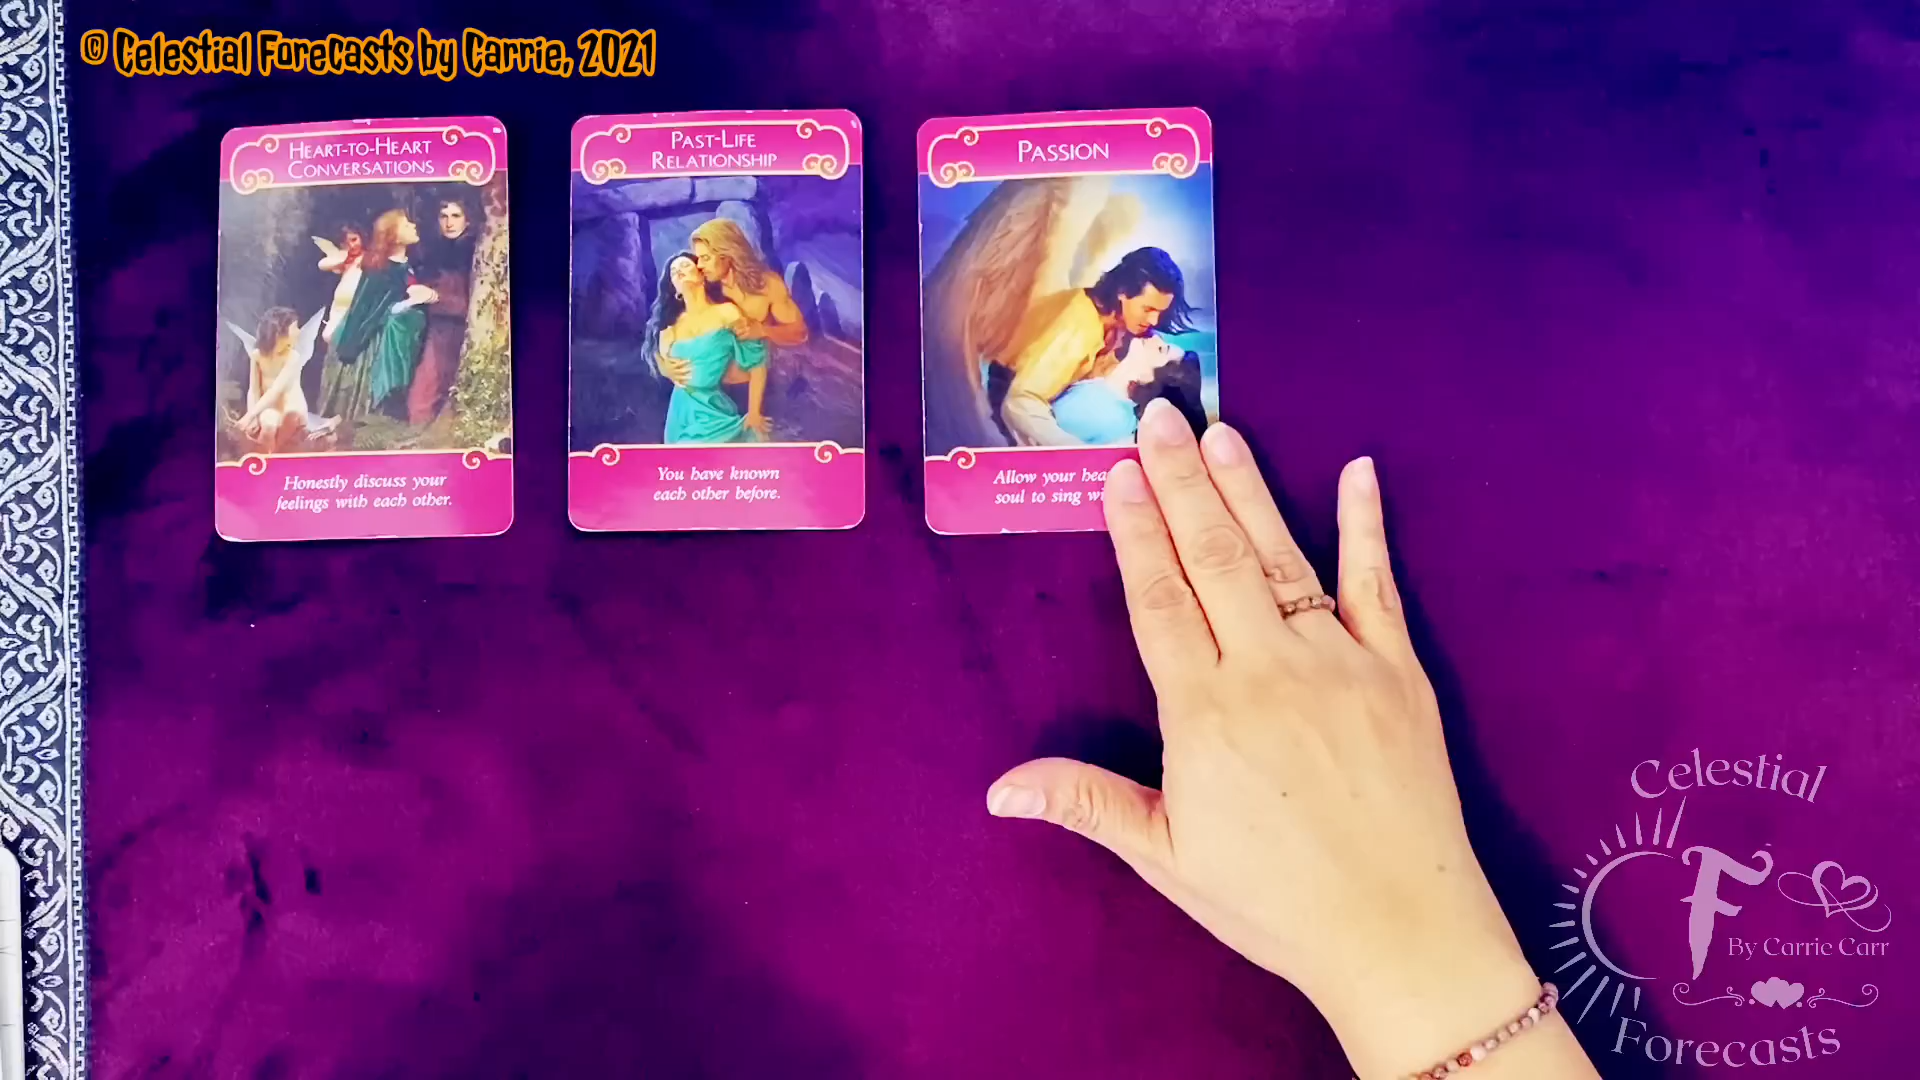 © Celestial Forecasts by Carrie, 2021
HEART-TO-HEART
CONVERSATIONS
Honestly discuss your
feelings with each other.
PAST-LIFE
RELATIONSHIP
You have known
each other before.
PASSION
Allow your
soul to sing
Celestial
F
By Carrie Carr
Forecasts